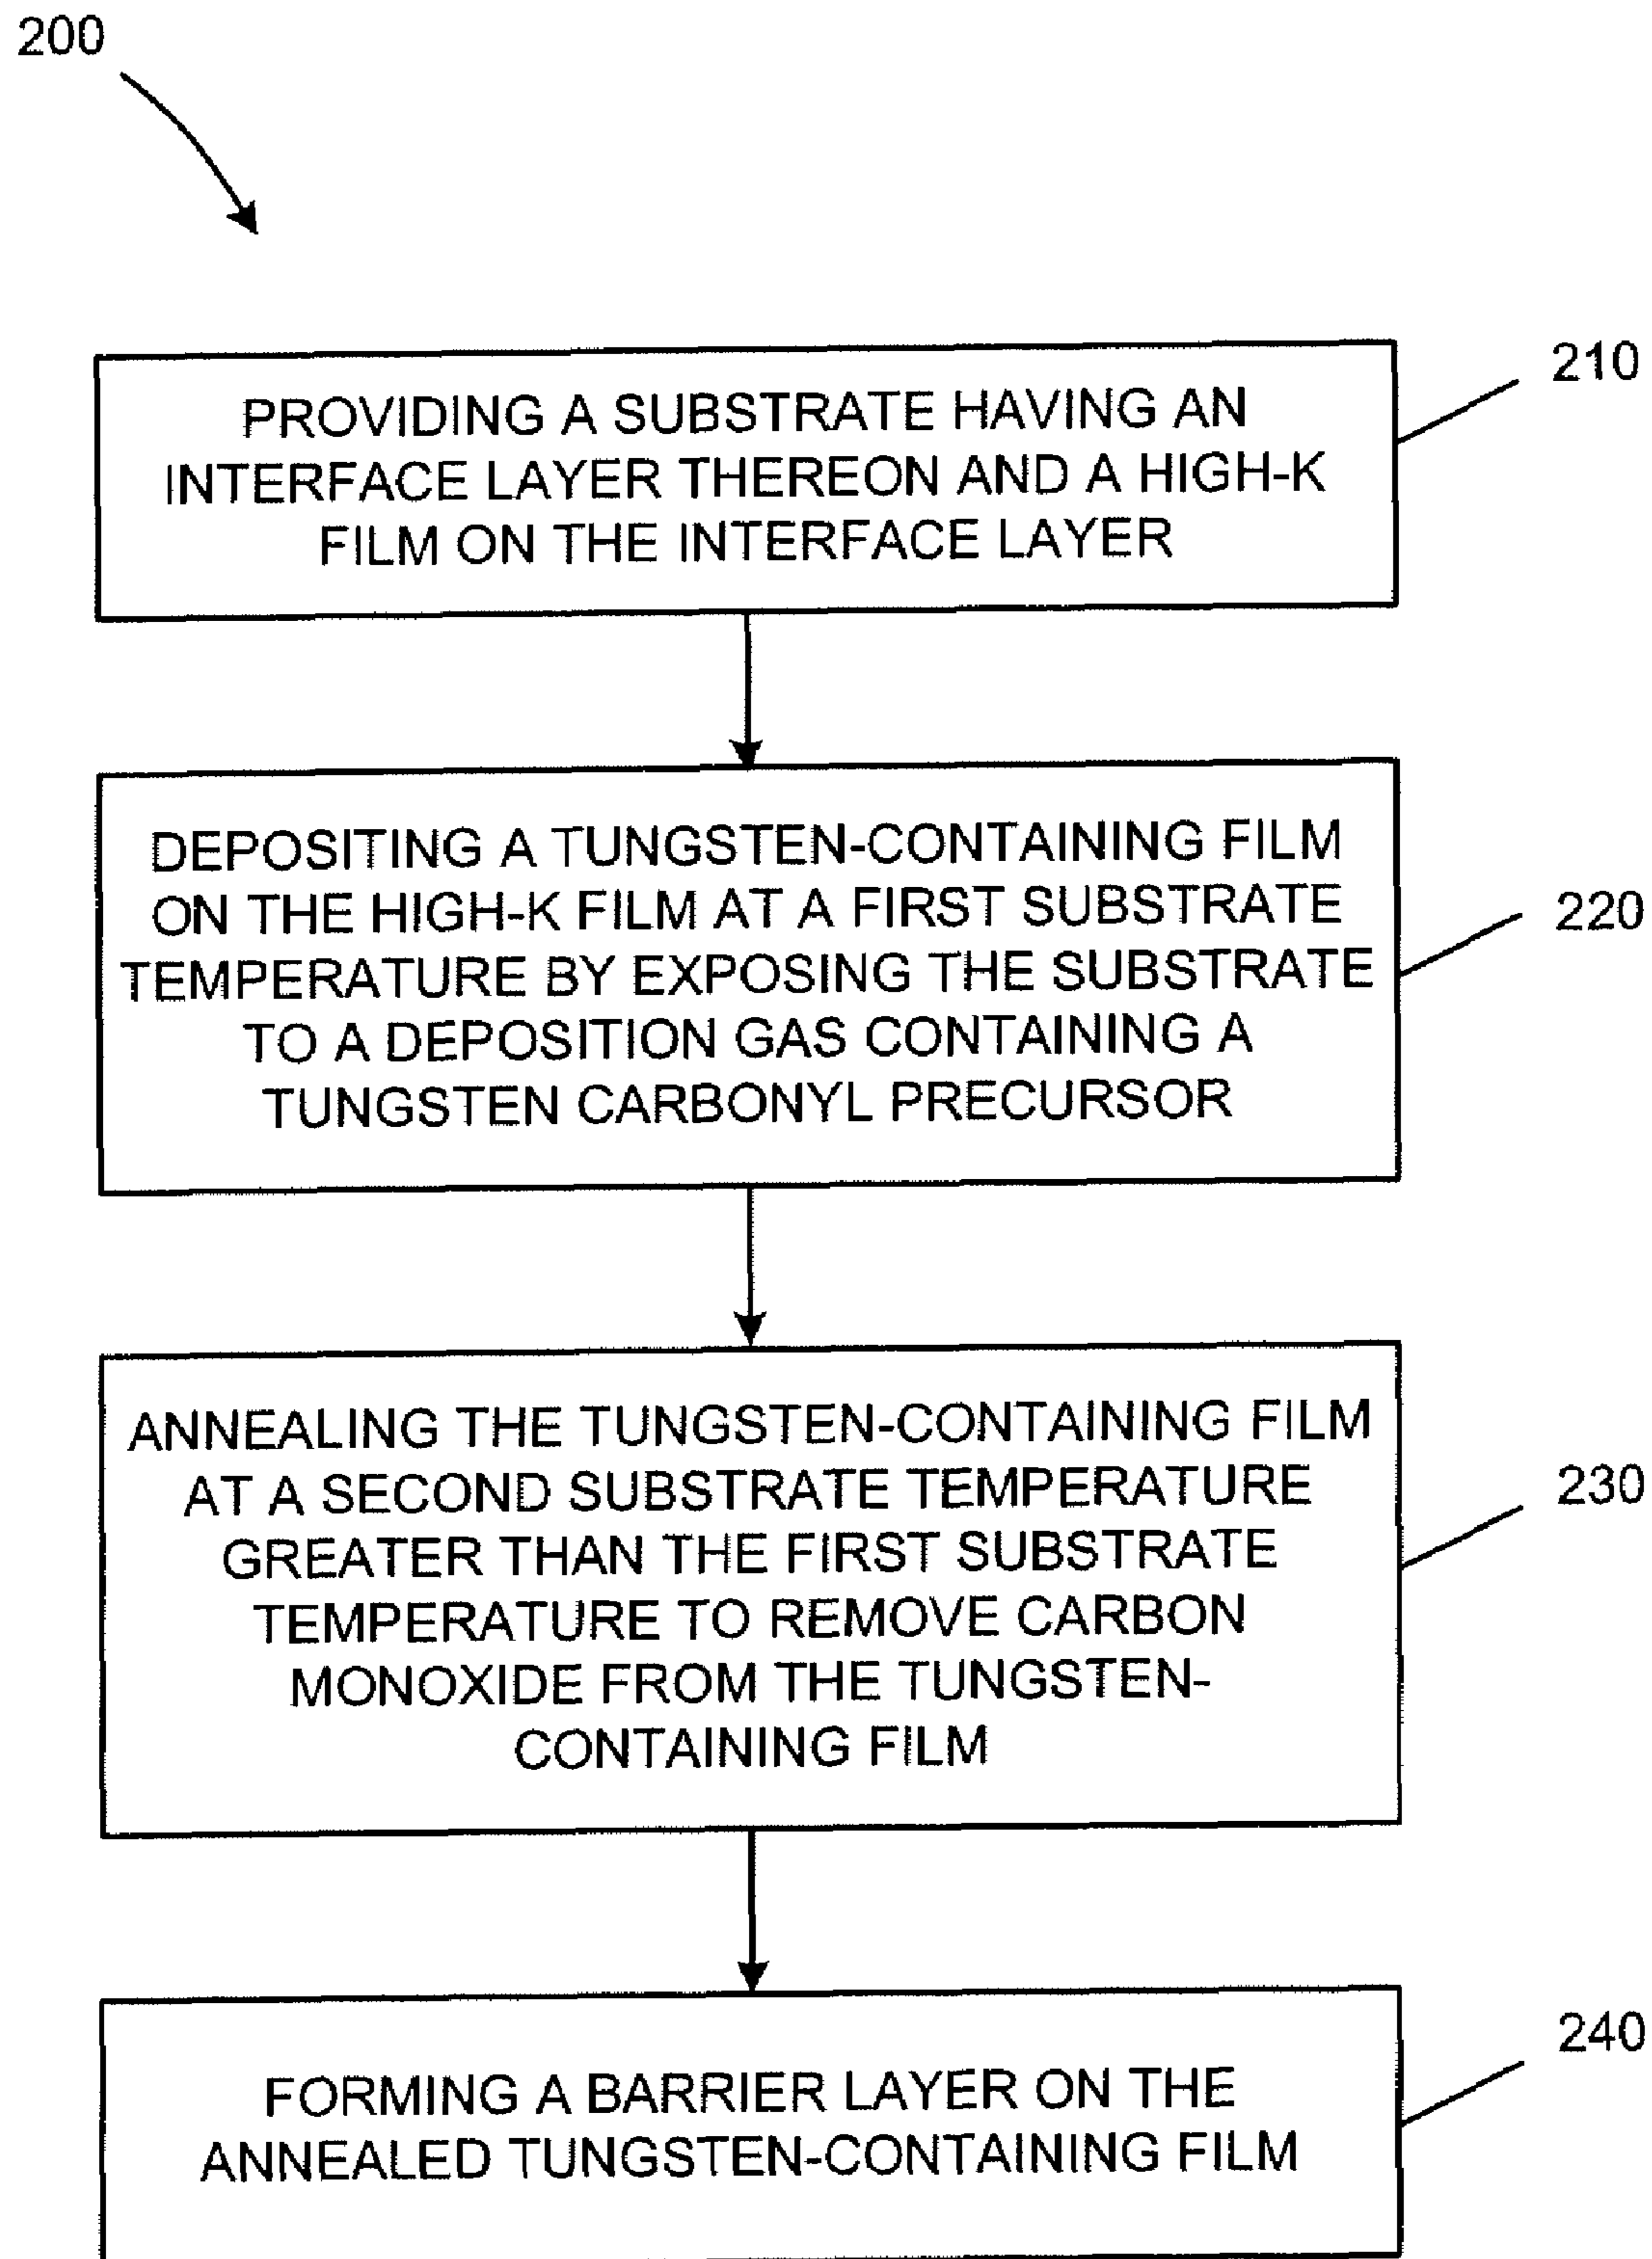 200
210
PROVIDING A SUBSTRATE HAVING AN
INTERFACE LAYER THEREON AND A HIGH-K
FILM ON THE INTERFACE LAYER
220
DEPOSITING A TUNGSTEN-CONTAINING FILM
ON THE HIGH-K FILM AT A FIRST SUBSTRATE
TEMPERATURE BY EXPOSING THE SUBSTRATE
TO A DEPOSITION GAS CONTAINING A
TUNGSTEN CARBONYL PRECURSOR
230
ANNEALING THE TUNGSTEN-CONTAINING FILM
AT A SECOND SUBSTRATE TEMPERATURE
GREATER THAN THE FIRST SUBSTRATE
TEMPERATURE TO REMOVE CARBON
MONOXIDE FROM THE TUNGSTEN-
CONTAINING FILM
240
FORMING A BARRIER LAYER ON THE
ANNEALED TUNGSTEN-CONTAINING FILM